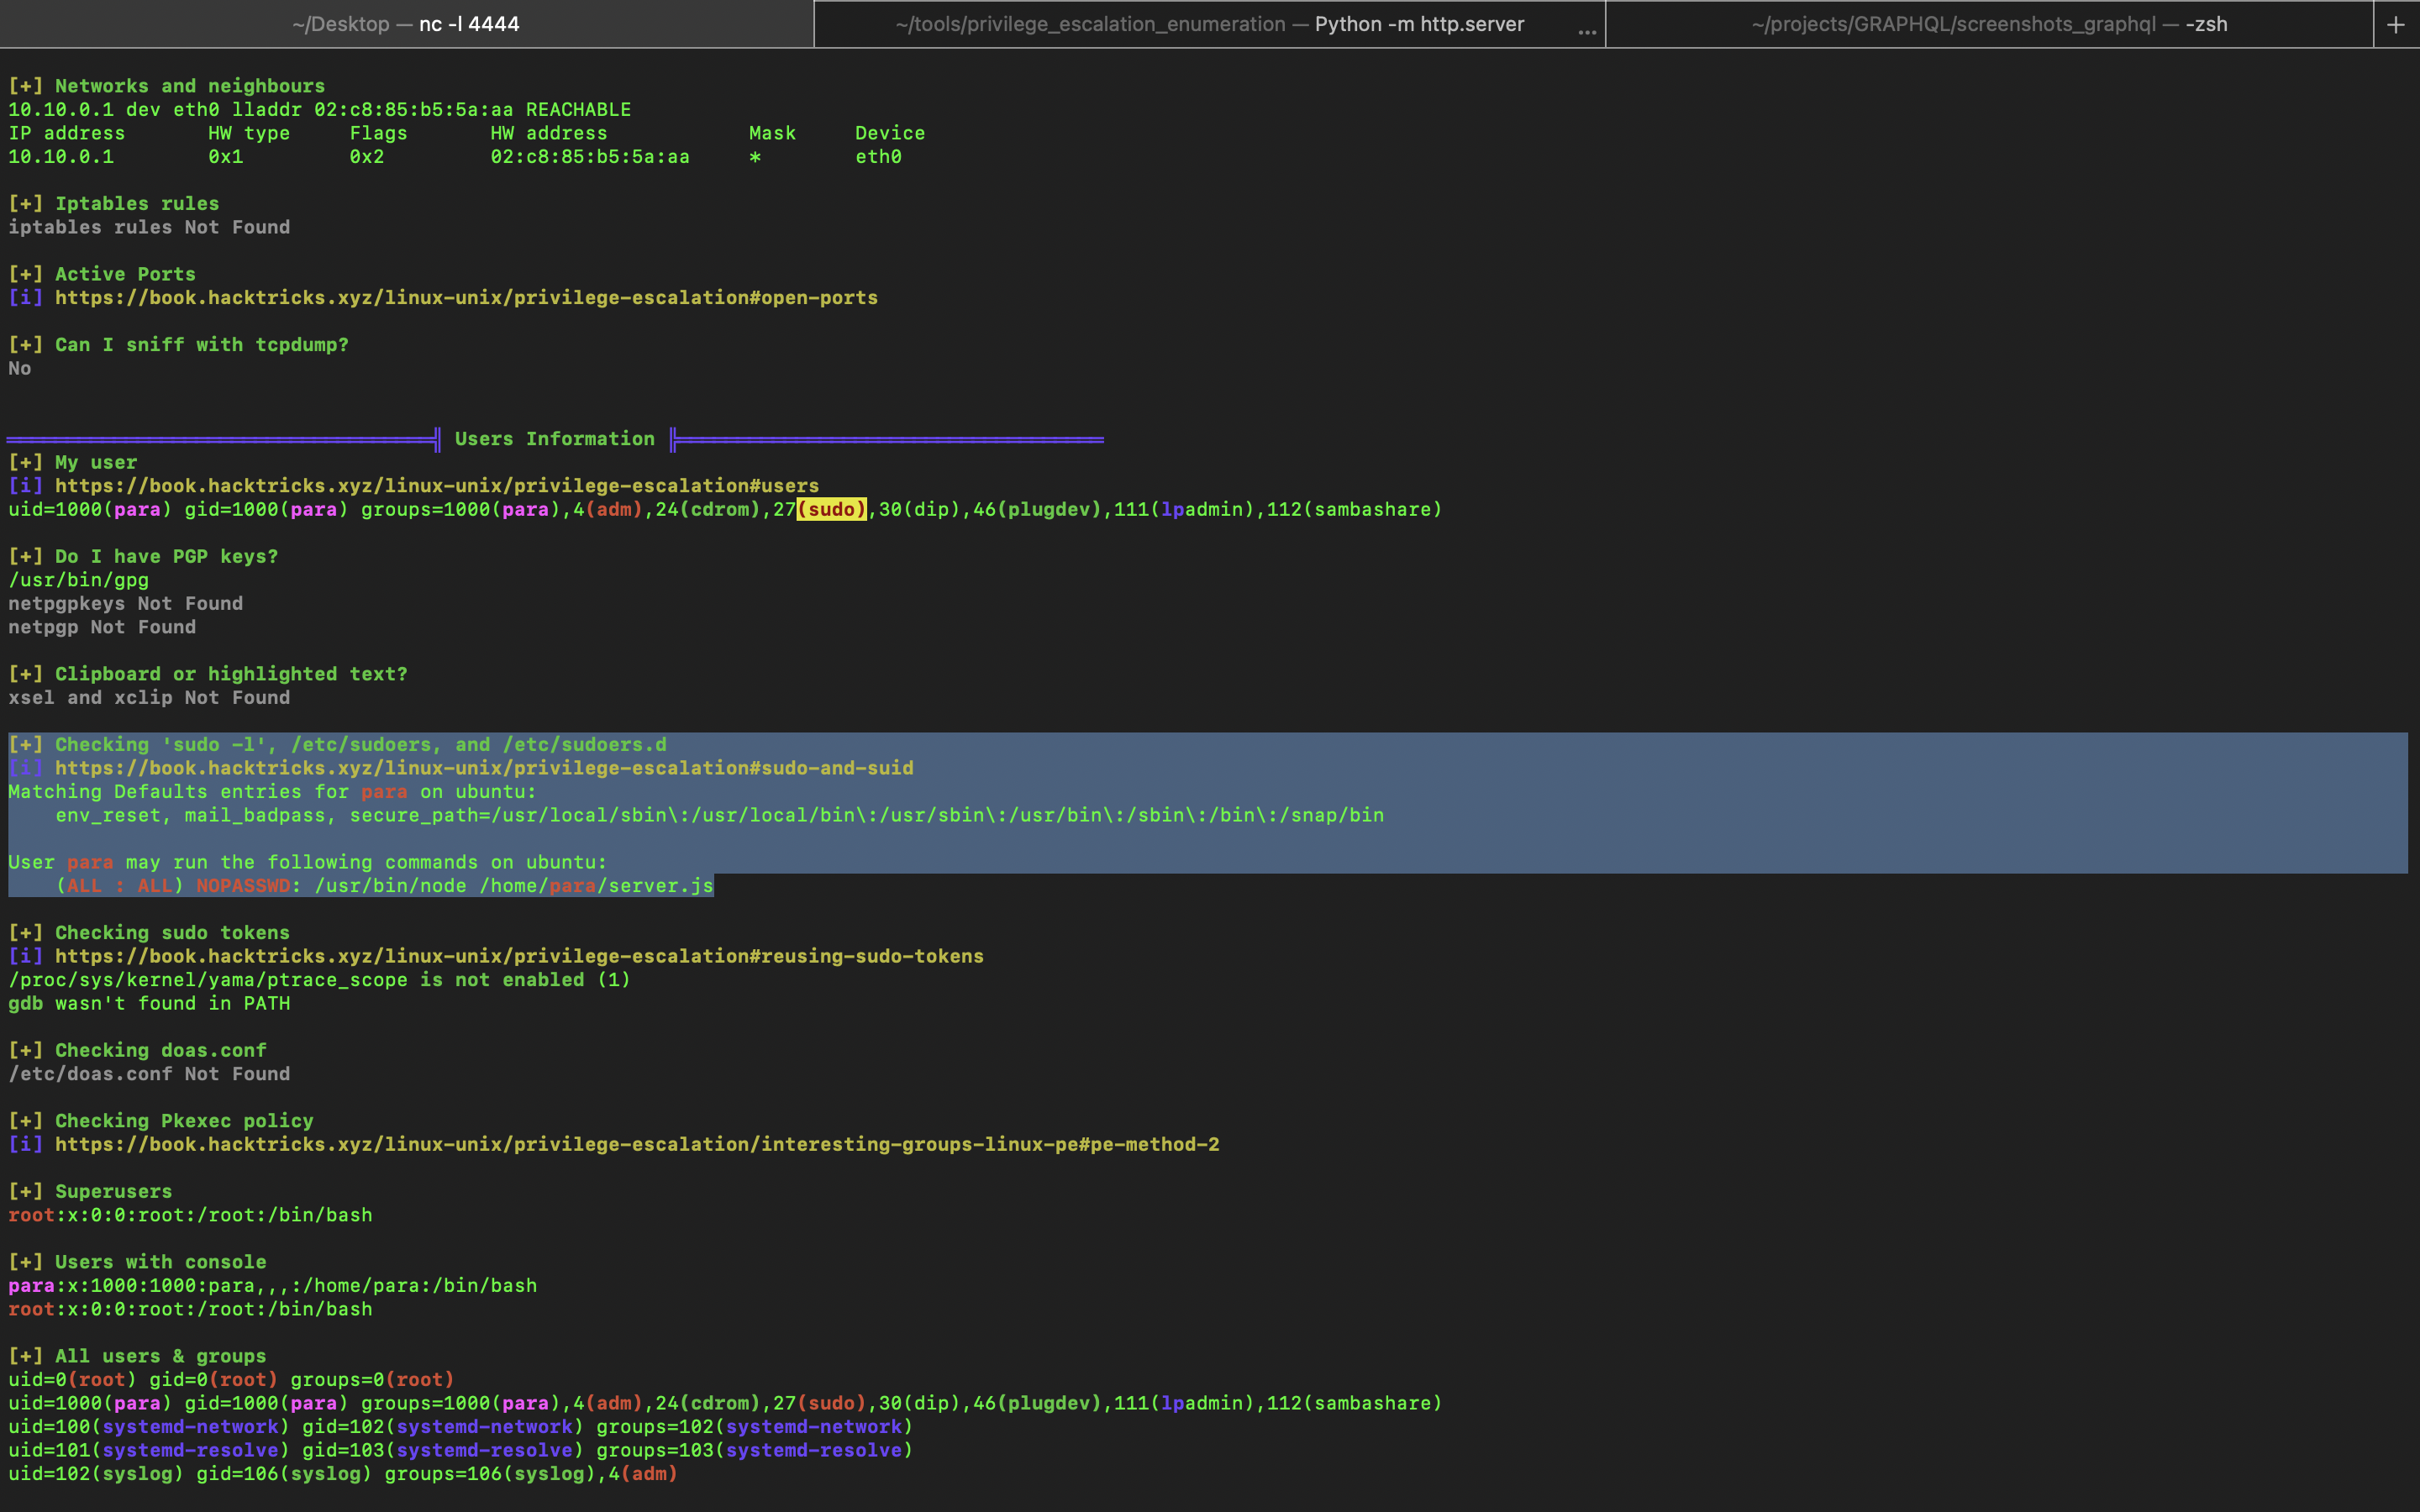 ~/Desktop — nc -l 4444
~/tools/privilege_escalation_enumeration — Python -m http.server ...
~/projects/GRAPHQL/screenshots_graphql — -zsh
+
[+] Networks and neighbours
10.10.0.1 dev eth0 lladdr 02:c8:85:b5:5a:aa REACHABLE
IP address       HW type     Flags       HW address            Mask     Device
10.10.0.1        0x1         0x2         02:c8:85:b5:5a:aa     *        eth0
[+] Iptables rules
iptables rules Not Found
[+] Active Ports
[i] https://book.hacktricks.xyz/linux-unix/privilege-escalation#open-ports
[+] Can I sniff with tcpdump?
No
Users Information
[+] My user
[i] https://book.hacktricks.xyz/linux-unix/privilege-escalation#users
uid=1000(para) gid=1000(para) groups=1000(para),4(adm),24(cdrom),27(sudo),30(dip),46(plugdev),111(lpadmin),112(sambashare)
[+] Do I have PGP keys?
/usr/bin/gpg
netpgpkeys Not Found
netpgp Not Found
[+] Clipboard or highlighted text?
xsel and xclip Not Found
[+] Checking 'sudo -l', /etc/sudoers, and /etc/sudoers.d
[i] https://book.hacktricks.xyz/linux-unix/privilege-escalation#sudo-and-suid
Matching Defaults entries for para on ubuntu:
    env_reset, mail_badpass, secure_path=/usr/local/sbin\:/usr/local/bin\:/usr/sbin\:/usr/bin\:/sbin\:/bin\:/snap/bin
User para may run the following commands on ubuntu:
    (ALL : ALL) NOPASSWD: /usr/bin/node /home/para/server.js
[+] Checking sudo tokens
[i] https://book.hacktricks.xyz/linux-unix/privilege-escalation#reusing-sudo-tokens
/proc/sys/kernel/yama/ptrace_scope is not enabled (1)
gdb wasn't found in PATH
[+] Checking doas.conf
/etc/doas.conf Not Found
[+] Checking Pkexec policy
[i] https://book.hacktricks.xyz/linux-unix/privilege-escalation/interesting-groups-linux-pe#pe-method-2
[+] Superusers
root:x:0:0:root:/root:/bin/bash
[+] Users with console
para:x:1000:1000:para,,,:/home/para:/bin/bash
root:x:0:0:root:/root:/bin/bash
[+] All users & groups
uid=0(root) gid=0(root) groups=0(root)
uid=1000(para) gid=1000(para) groups=1000(para),4(adm),24(cdrom),27(sudo),30(dip),46(plugdev),111(lpadmin),112(sambashare)
uid=100(systemd-network) gid=102(systemd-network) groups=102(systemd-network)
uid=101(systemd-resolve) gid=103(systemd-resolve) groups=103(systemd-resolve)
uid=102(syslog) gid=106(syslog) groups=106(syslog),4(adm)